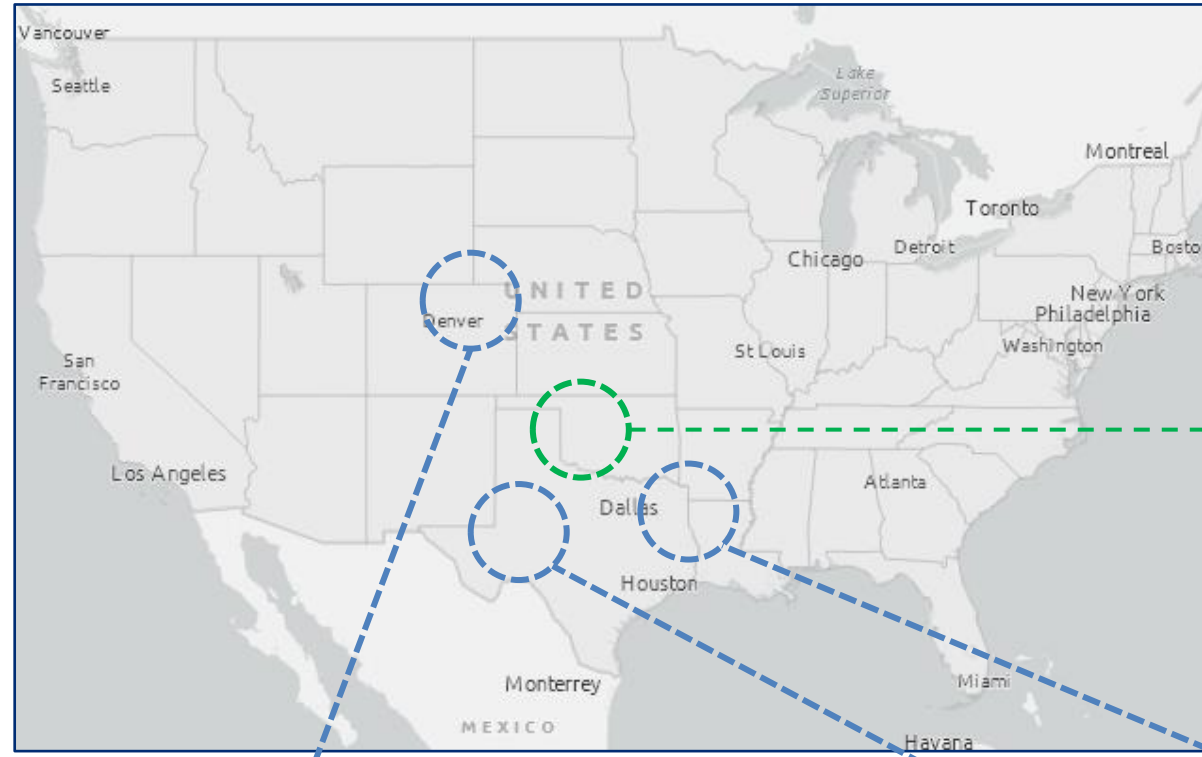 Vancouver
Seattle
Lake
Superior
Montreal
Toronto
Chicago
Detroit
Bosto
UNITED
STATES
New York
Philadelphia
Denver
San
Francisco
St Louis
Washington
Los Angeles
Atlanta
Dallas
Houston
Monterrey
Miami
MEXICO
Havana